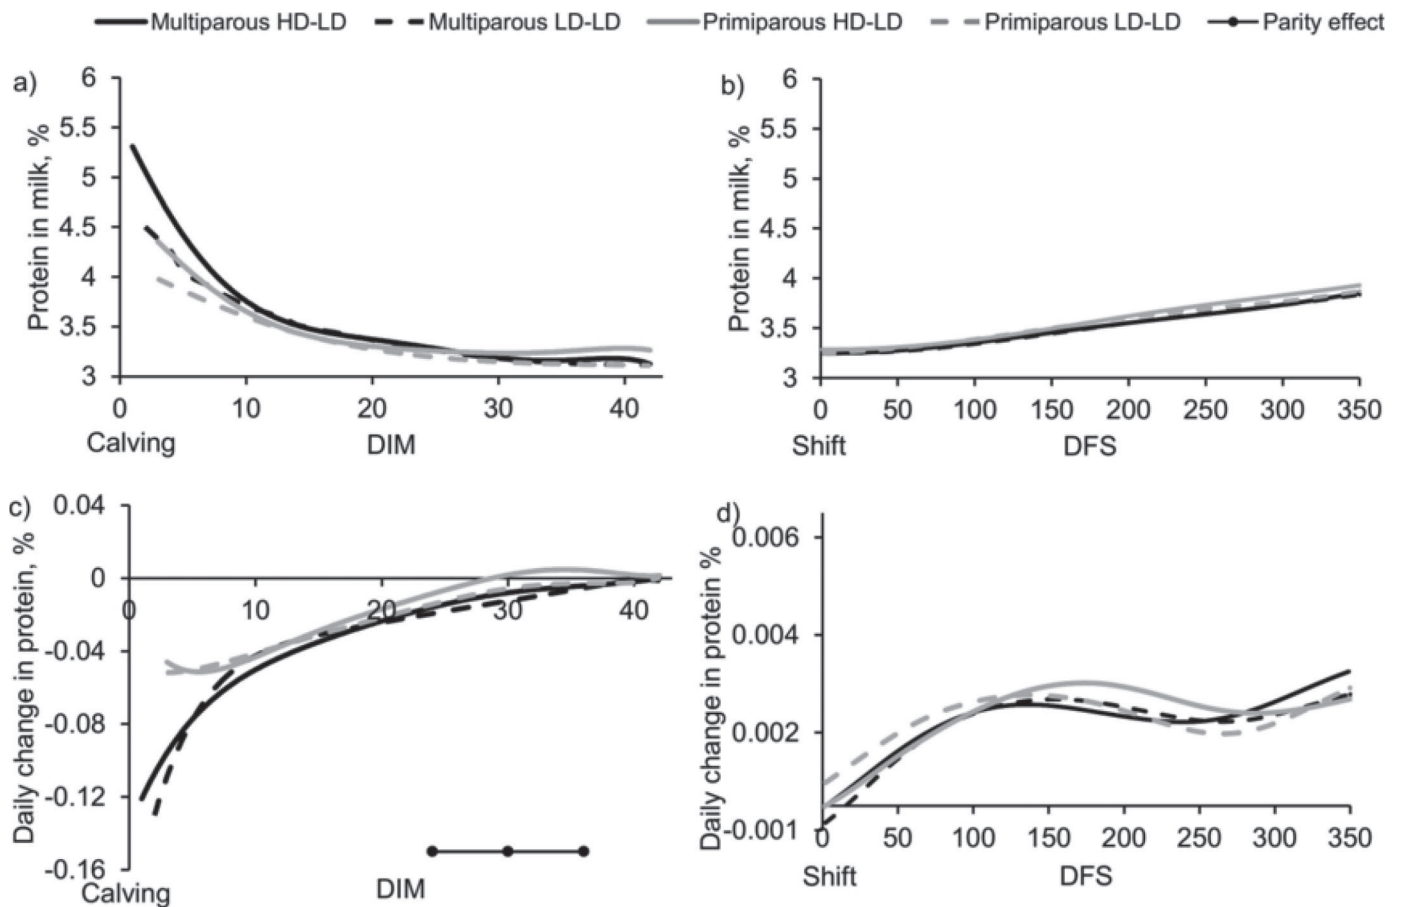 Multiparous HD-LD Multiparous LD-LD Primiparous HD-LD Primiparous LD-LD Parity effect
a)
Protein in milk, %
6
5.5
5
4.5
4
3.5
3
0 10 20 30 40
Calving DIM
b)
Protein in milk, %
6
5.5
5
4.5
4
3.5
3
0 50 100 150 200 250 300 350
Shift DFS
c)
Daily change in protein, %
0.04
0
-0.04
-0.08
-0.12
-0.16
0 10 20 30 40
Calving DIM
d)
Daily change in protein %
0.006
0.004
0.002
-0.001
0 50 100 150 200 250 300 350
Shift DFS